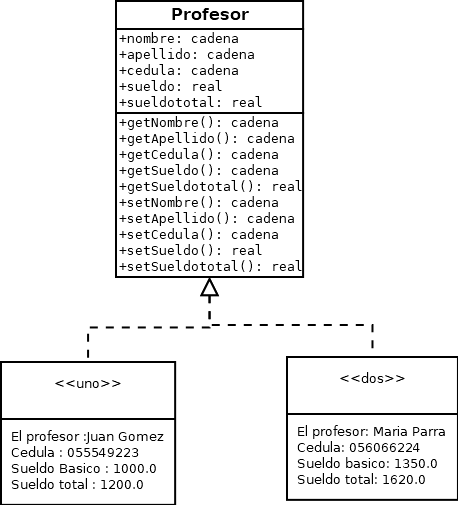 Profesor
+nombre: cadena
+apellido: cadena
+cedula: cadena
+sueldo: real
+sueldototal: real
+getNombre(): cadena
+getApellido(): cadena
+getCedula(): cadena
+getSueldo(): cadena
+getSueldototal(): real
+setNombre(): cadena
+setApellido(): cadena
+setCedula(): cadena
+setSueldo(): real
+setSueldototal(): real
<<uno>>
El profesor :Juan Gomez
Cedula : 055549223
Sueldo Basico : 1000.0
Sueldo total : 1200.0
<<dos>>
El profesor: Maria Parra
Cedula: 056066224
Sueldo basico: 1350.0
Sueldo total: 1620.0